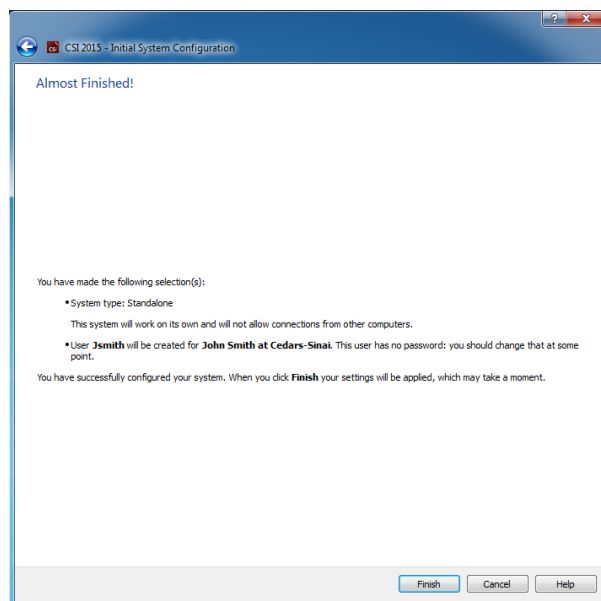 ? x
CSI CSI 2015 - Initial System Configuration
Almost Finished!
You have made the following selection(s):
• System type: Standalone
This system will work on its own and will not allow connections from other computers.
• User Jsmith will be created for John Smith at Cedars-Sinai. This user has no password: you should change that at some
point.
You have successfully configured your system. When you click Finish your settings will be applied, which may take a moment.
Finish Cancel Help